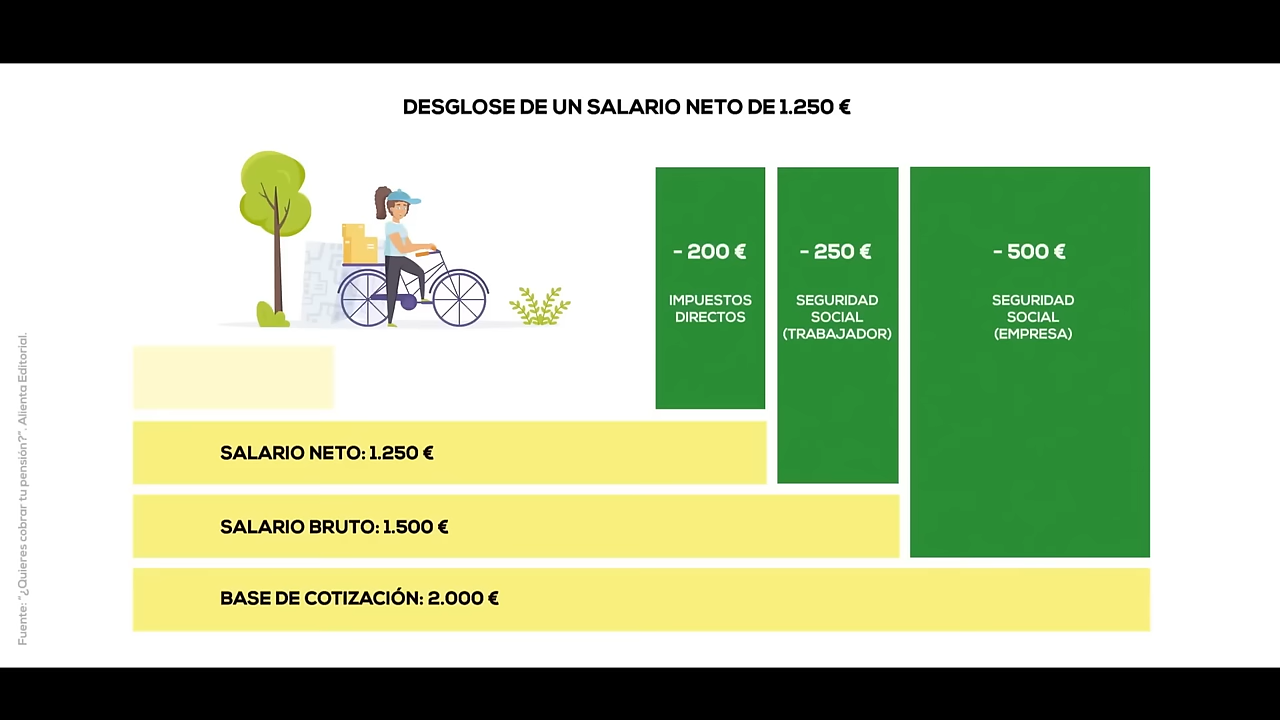 DESGLOSE DE UN SALARIO NETO DE 1.250 €
- 200 €
IMPUESTOS
DIRECTOS
- 250 €
SEGURIDAD
SOCIAL
(TRABAJADOR)
- 500 €
SEGURIDAD
SOCIAL
(EMPRESA)
SALARIO NETO: 1.250 €
SALARIO BRUTO: 1.500 €
BASE DE COTIZACIÓN: 2.000 €
Fuente: "¿Quieres cobrar tu pensión?". Alienta Editorial.